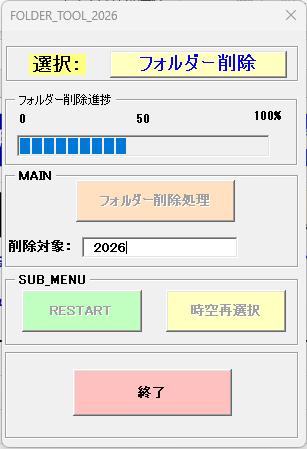 FOLDER_TOOL_2026
選択: フォルダー削除
フォルダー削除進捗
0 50 100%
MAIN
フォルダー削除処理
削除対象: 2026
SUB_MENU
RESTART 時空再選択
終了